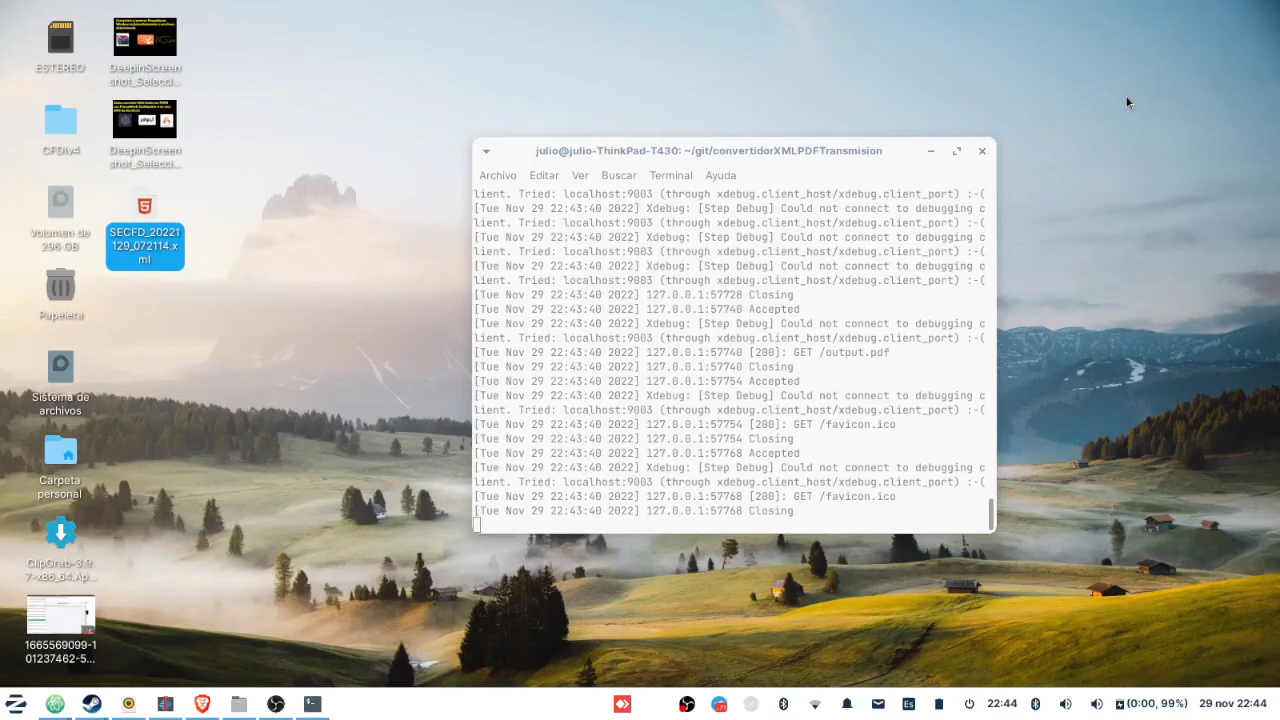 ESTEREO
DeepinScreen
shot_Selecci...
CFDIv4
DeepinScreen
shot_Selecci...
Volumen de
296 GB
SECFD_20221
129_072114.x
ml
Papelera
Sistema de
archivos
Carpeta
personal
ClipGrab-3.9.
7-x86_64.Ap...
1665569099-1
01237462-5...
julio@julio-ThinkPad-T430: ~/git/convertidorXMLPDFTransmision
Archivo Editar Ver Buscar Terminal Ayuda
lient. Tried: localhost:9003 (through xdebug.client_host/xdebug.client_port) :-(
[Tue Nov 29 22:43:40 2022] Xdebug: [Step Debug] Could not connect to debugging c
lient. Tried: localhost:9003 (through xdebug.client_host/xdebug.client_port) :-(
[Tue Nov 29 22:43:40 2022] Xdebug: [Step Debug] Could not connect to debugging c
lient. Tried: localhost:9003 (through xdebug.client_host/xdebug.client_port) :-(
[Tue Nov 29 22:43:40 2022] Xdebug: [Step Debug] Could not connect to debugging c
lient. Tried: localhost:9003 (through xdebug.client_host/xdebug.client_port) :-(
[Tue Nov 29 22:43:40 2022] 127.0.0.1:57728 Closing
[Tue Nov 29 22:43:40 2022] 127.0.0.1:57740 Accepted
[Tue Nov 29 22:43:40 2022] Xdebug: [Step Debug] Could not connect to debugging c
lient. Tried: localhost:9003 (through xdebug.client_host/xdebug.client_port) :-(
[Tue Nov 29 22:43:40 2022] 127.0.0.1:57740 [200]: GET /output.pdf
[Tue Nov 29 22:43:40 2022] 127.0.0.1:57740 Closing
[Tue Nov 29 22:43:40 2022] 127.0.0.1:57754 Accepted
[Tue Nov 29 22:43:40 2022] Xdebug: [Step Debug] Could not connect to debugging c
lient. Tried: localhost:9003 (through xdebug.client_host/xdebug.client_port) :-(
[Tue Nov 29 22:43:40 2022] 127.0.0.1:57754 [200]: GET /favicon.ico
[Tue Nov 29 22:43:40 2022] 127.0.0.1:57754 Closing
[Tue Nov 29 22:43:40 2022] 127.0.0.1:57768 Accepted
[Tue Nov 29 22:43:40 2022] Xdebug: [Step Debug] Could not connect to debugging c
lient. Tried: localhost:9003 (through xdebug.client_host/xdebug.client_port) :-(
[Tue Nov 29 22:43:40 2022] 127.0.0.1:57768 [200]: GET /favicon.ico
[Tue Nov 29 22:43:40 2022] 127.0.0.1:57768 Closing
Es 22:44 (0:00, 99%) 29 nov 22:44